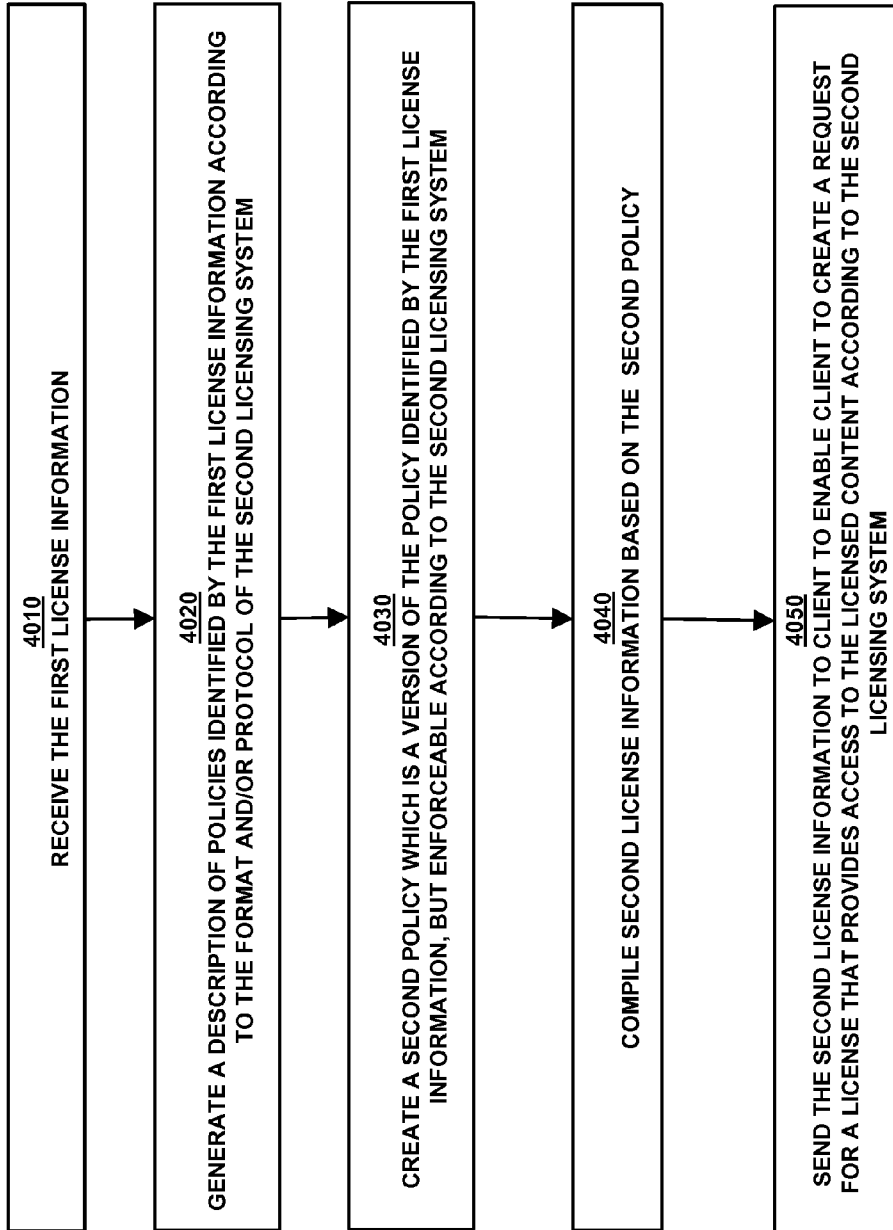 4010
RECEIVE THE FIRST LICENSE INFORMATION
4020
GENERATE A DESCRIPTION OF POLICIES IDENTIFIED BY THE FIRST LICENSE INFORMATION ACCORDING
TO THE FORMAT AND/OR PROTOCOL OF THE SECOND LICENSING SYSTEM
4030
CREATE A SECOND POLICY WHICH IS A VERSION OF THE POLICY IDENTIFIED BY THE FIRST LICENSE
INFORMATION, BUT ENFORCEABLE ACCORDING TO THE SECOND LICENSING SYSTEM
4040
COMPILE SECOND LICENSE INFORMATION BASED ON THE SECOND POLICY
4050
SEND THE SECOND LICENSE INFORMATION TO CLIENT TO ENABLE CLIENT TO CREATE A REQUEST
FOR A LICENSE THAT PROVIDES ACCESS TO THE LICENSED CONTENT ACCORDING TO THE SECOND
LICENSING SYSTEM